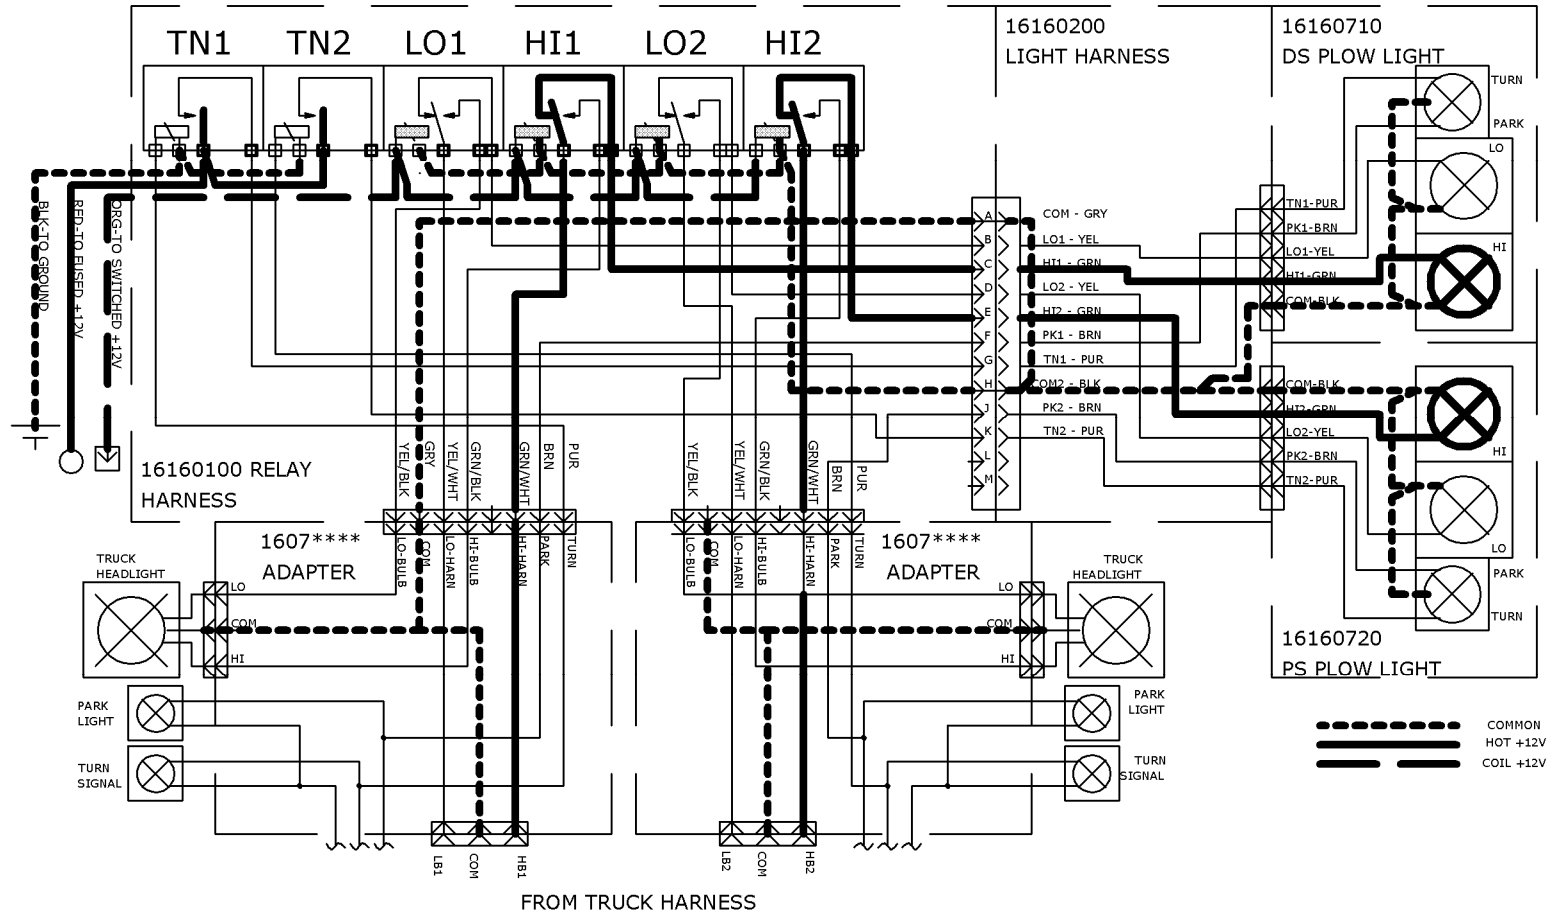 TN1 TN2 LO1 HI1 LO2 HI2
16160200
LIGHT HARNESS
16160710
DS PLOW LIGHT
TURN
PARK
LO
HI
BLK-TO GROUND
RED-TO FUSED +12V
ORG-TO SWITCHED +12V
A
B
C
D
E
F
G
H
J
K
L
M
COM - GRY
LO1 - YEL
HI1 - GRN
LO2 - YEL
HI2 - GRN
PK1 - BRN
TN1 - PUR
COM2 - BLK
PK2 - BRN
TN2 - PUR
TN1-PUR
PK1-BRN
LO1-YEL
HI1-GRN
COM-BLK
COM-BLK
HI2-GRN
LO2-YEL
PK2-BRN
TN2-PUR
HI
LO
PARK
TURN
16160720
PS PLOW LIGHT
16160100 RELAY
HARNESS
YEL/BLK
GRY
YEL/WHT
GRN/BLK
GRN/WHT
BRN
PUR
YEL/BLK
YEL/WHT
GRN/BLK
GRN/WHT
BRN
PUR
1607****
ADAPTER
LO-BULB
COM
LO-HARN
HI-BULB
HI-HARN
PARK
TURN
LO-BULB
COM
LO-HARN
HI-BULB
HI-HARN
PARK
TURN
1607****
ADAPTER
TRUCK
HEADLIGHT
LO
COM
HI
PARK
LIGHT
TURN
SIGNAL
TRUCK
HEADLIGHT
LO
COM
HI
PARK
LIGHT
TURN
SIGNAL
COMMON
HOT +12V
COIL +12V
LB1
COM
HB1
LB2
COM
HB2
FROM TRUCK HARNESS